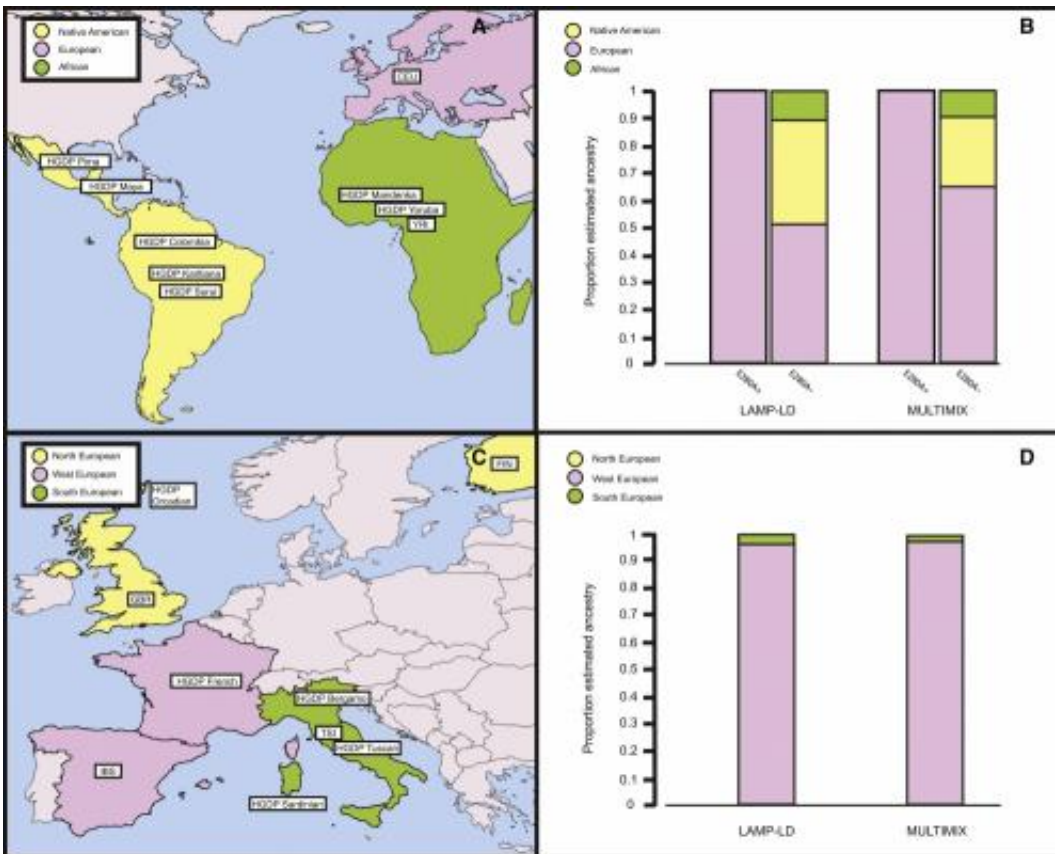 A
Native American
European
African
CEU
HGDP Pima
HGDP Maya
HGDP Mandenka
HGDP Yoruba
YRI
HGDP Colombia
HGDP Karitiana
HGDP Surui
B
Native American
European
African
Proportion estimated ancestry
1
0.9
0.8
0.7
0.6
0.5
0.4
0.3
0.2
0.1
0
E280A+
E280A-
E280A+
E280A-
LAMP-LD
MULTIMIX
C
North European
West European
South European
FIN
HGDP
Orcadian
GBR
HGDP French
HGDP Bergamo
TSI
HGDP Tuscan
IBS
HGDP Sardinian
D
North European
West European
South European
Proportion estimated ancestry
1
0.9
0.8
0.7
0.6
0.5
0.4
0.3
0.2
0.1
0
LAMP-LD
MULTIMIX